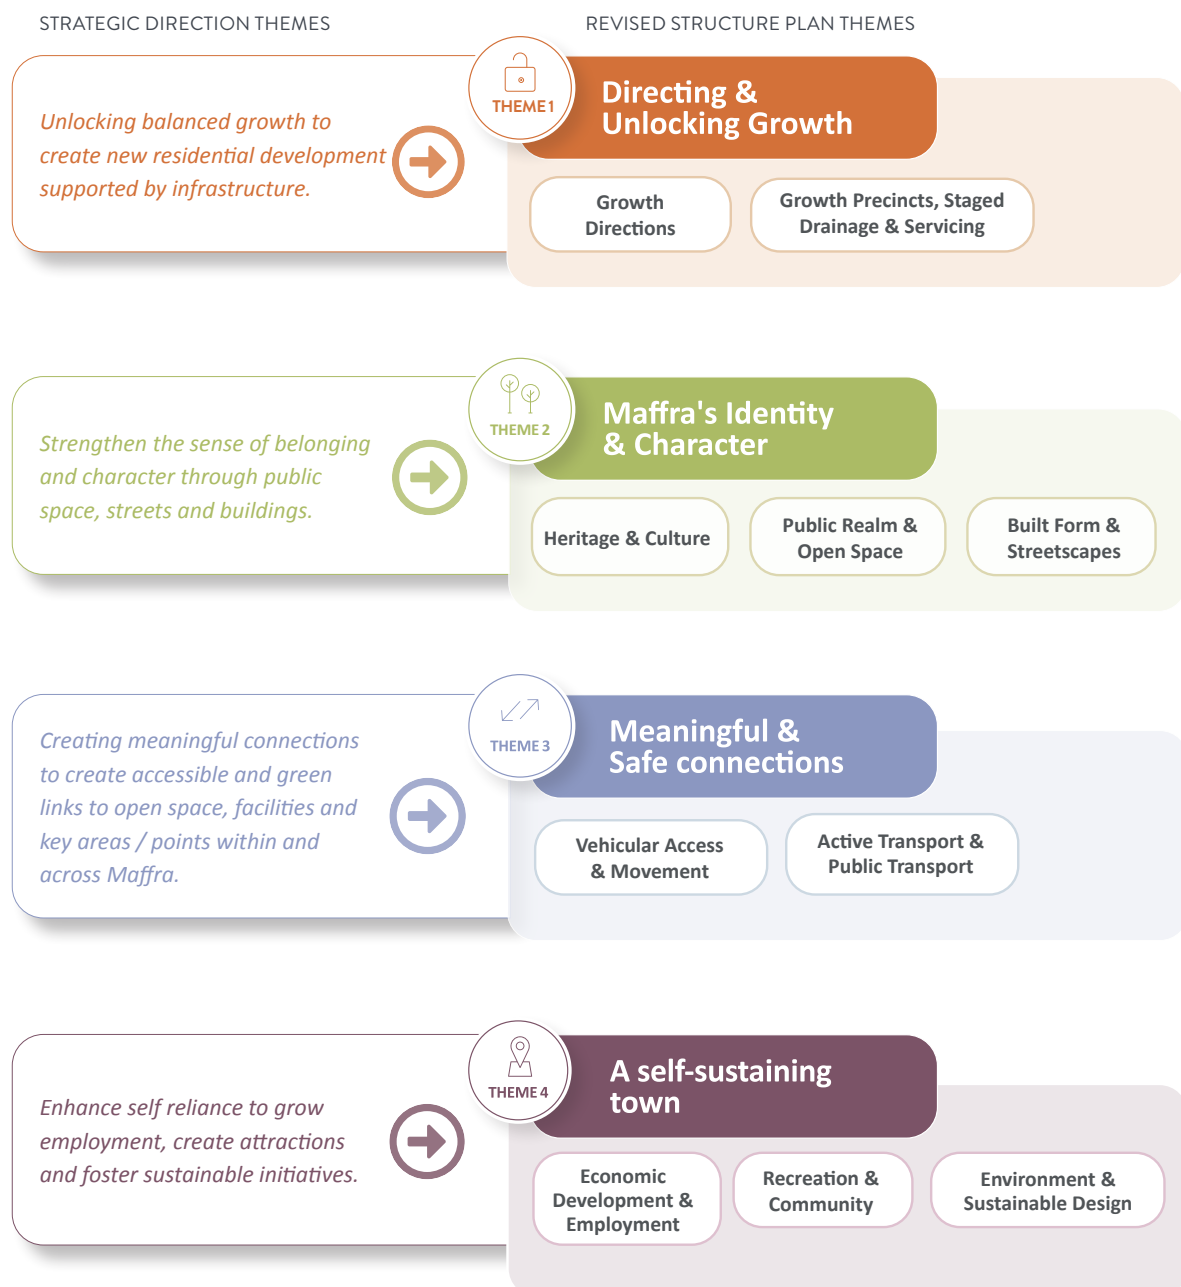 STRATEGIC DIRECTION THEMES
REVISED STRUCTURE PLAN THEMES
Unlocking balanced growth to
create new residential development
supported by infrastructure.
THEME 1
Directing &
Unlocking Growth
Growth
Directions
Growth Precincts, Staged
Drainage & Servicing
Strengthen the sense of belonging
and character through public
space, streets and buildings.
THEME 2
Maffra's Identity
& Character
Heritage & Culture
Public Realm &
Open Space
Built Form &
Streetscapes
Creating meaningful connections
to create accessible and green
links to open space, facilities and
key areas / points within and
across Maffra.
THEME 3
Meaningful &
Safe connections
Vehicular Access
& Movement
Active Transport &
Public Transport
Enhance self reliance to grow
employment, create attractions
and foster sustainable initiatives.
THEME 4
A self-sustaining
town
Economic
Development &
Employment
Recreation &
Community
Environment &
Sustainable Design